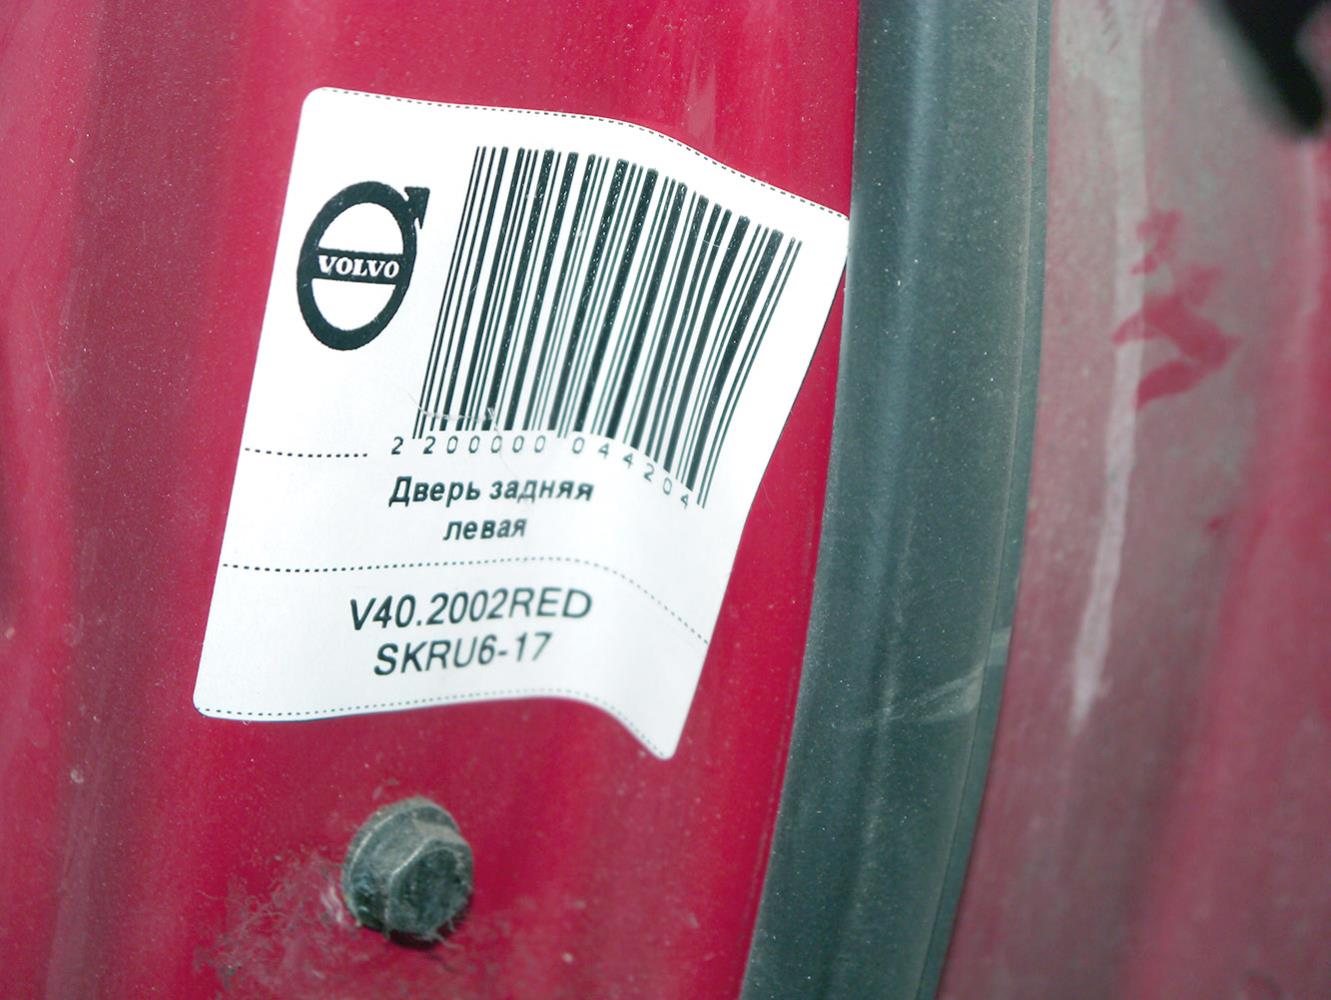 VOLVO
2 200000 044204
Дверь задняя
левая
V40.2002RED
SKRU6-17